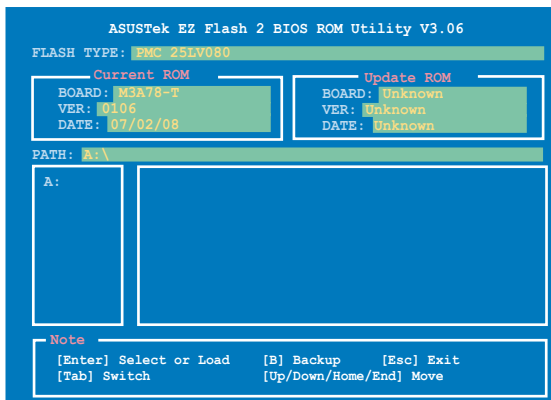 ASUSTek EZ Flash 2 BIOS ROM Utility V3.06
FLASH TYPE: PMC 25LV080
Current ROM
BOARD: M3A78-T
VER: 0106
DATE: 07/02/08
Update ROM
BOARD: Unknown
VER: Unknown
DATE: Unknown
PATH: A:\
A:
Note
[Enter] Select or Load [B] Backup [Esc] Exit
[Tab] Switch [Up/Down/Home/End] Move